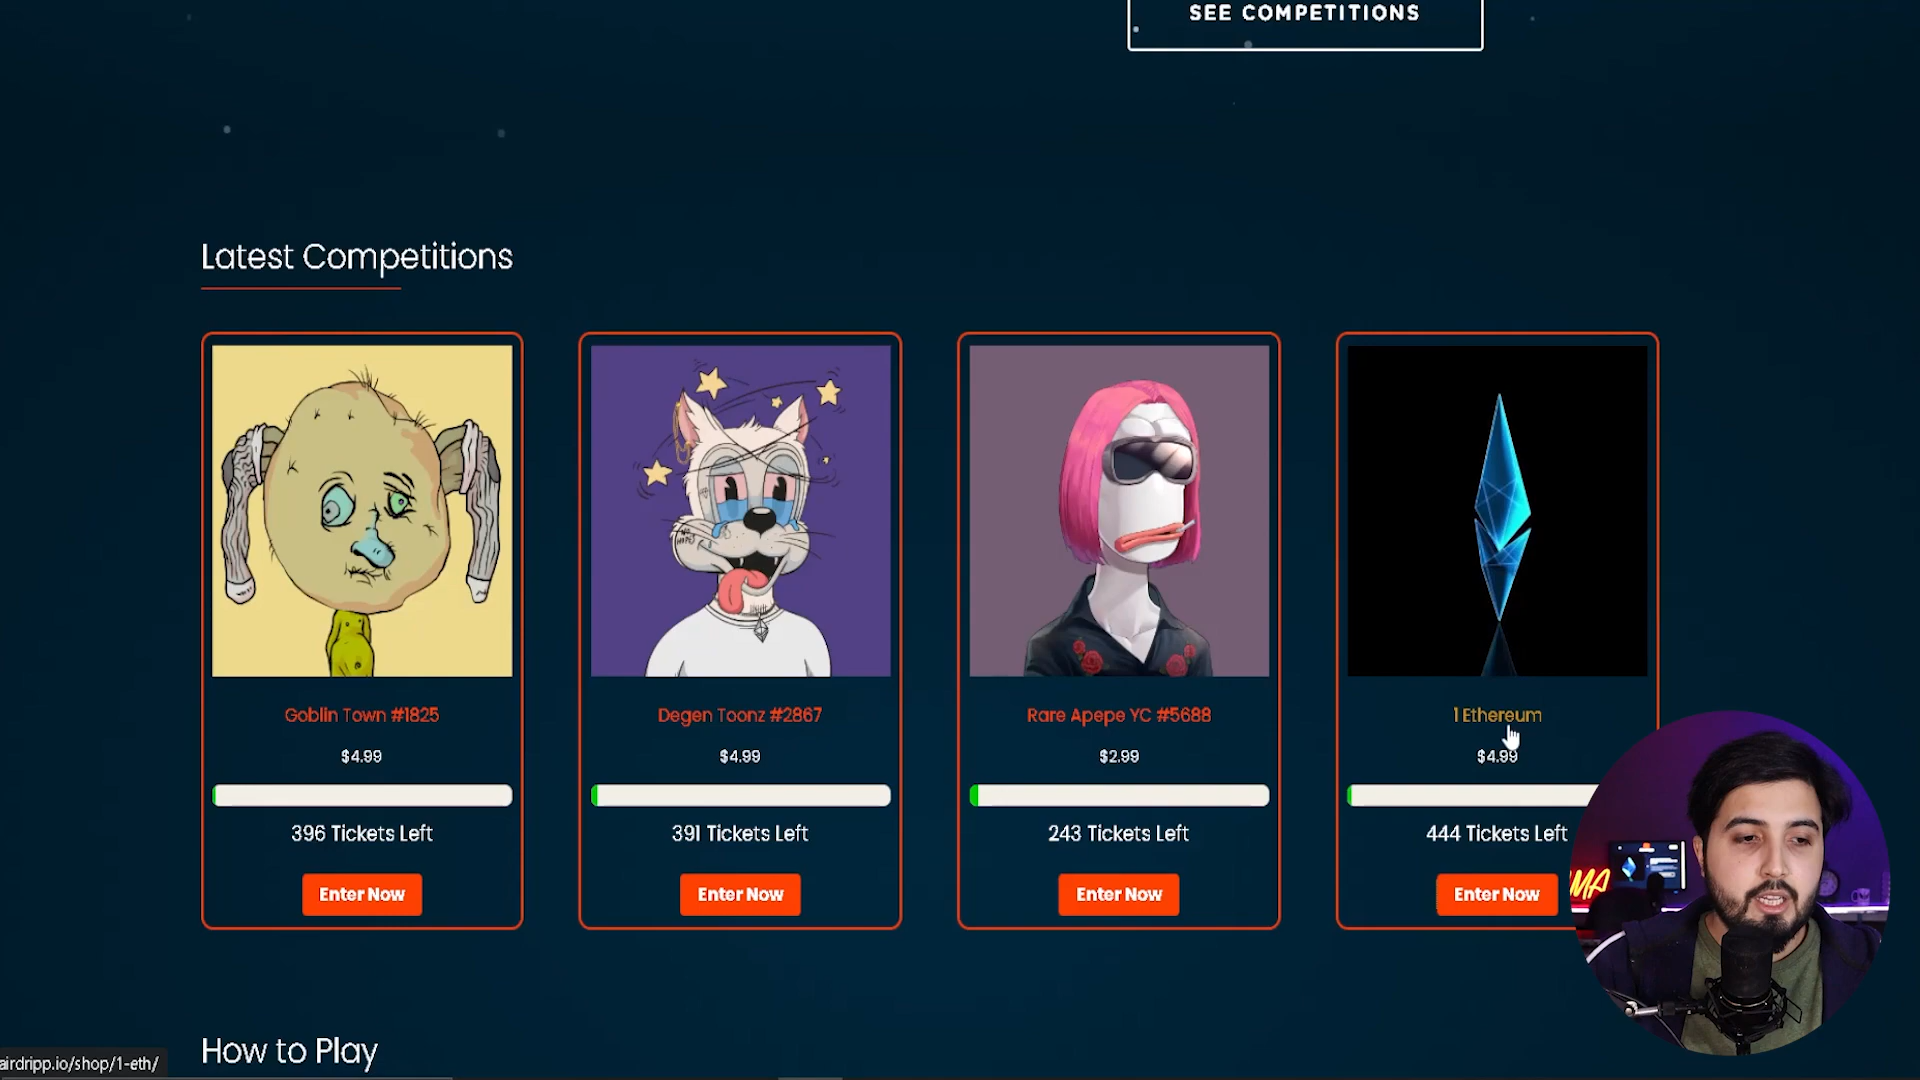 SEE COMPETITIONS
Latest Competitions
Goblin Town #1825
$4.99
396 Tickets Left
Enter Now
Degen Toonz #2867
$4.99
391 Tickets Left
Enter Now
Rare Apepe YC #5688
$2.99
243 Tickets Left
Enter Now
1 Ethereum
$4.99
444 Tickets Left
Enter Now
MA
How to Play
airdripp.io/shop/1-eth/